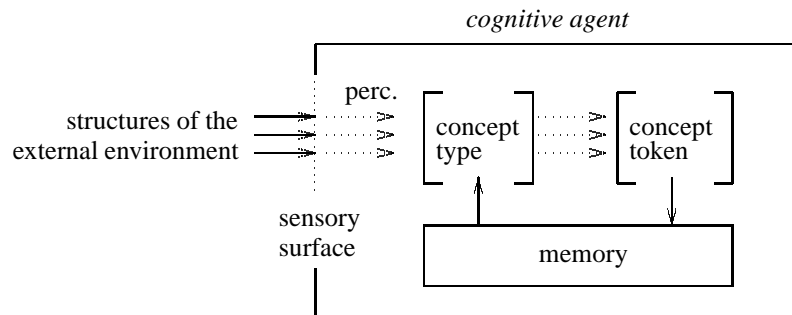 cognitive agent
perc.
structures of the
external environment
concept
type
concept
token
sensory
surface
memory